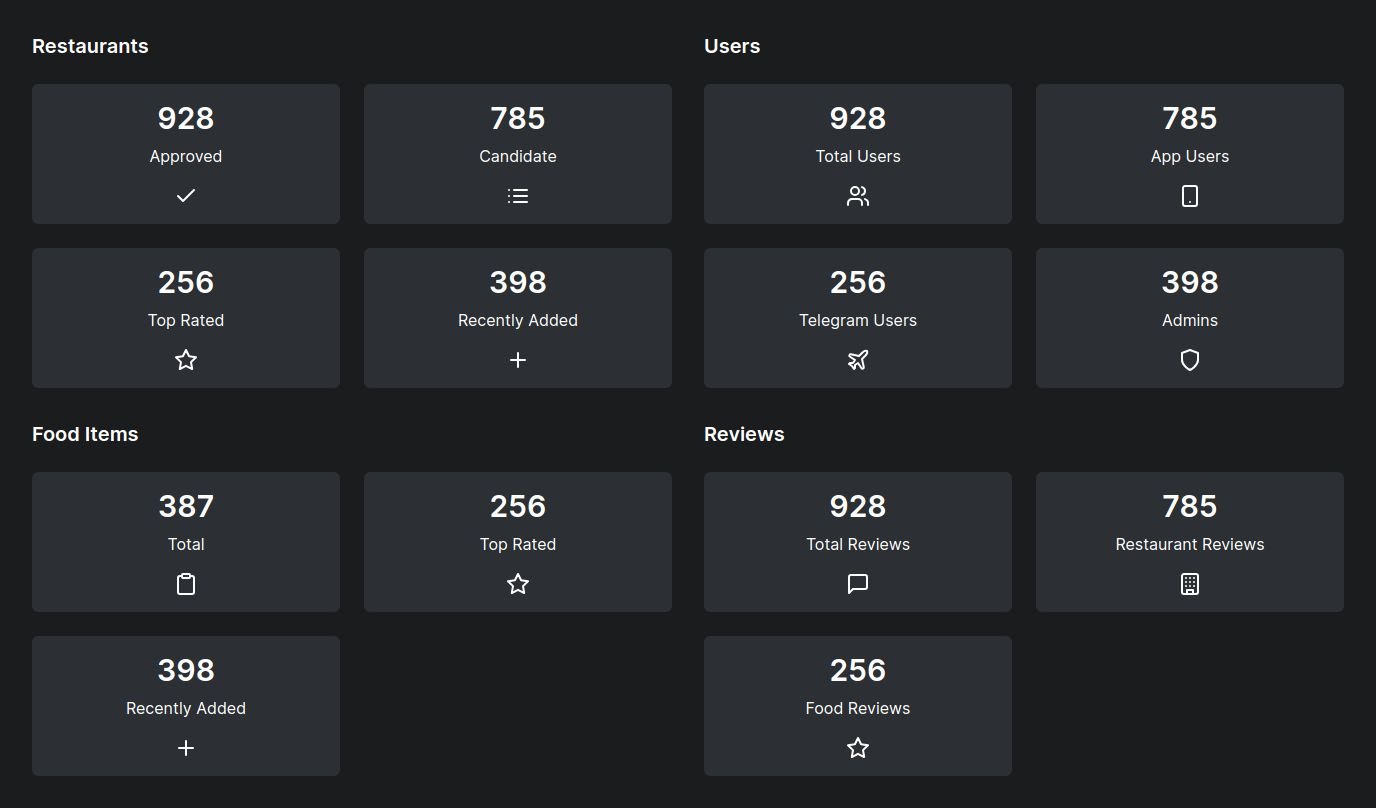 Restaurants
928
Approved
785
Candidate
256
Top Rated
398
Recently Added
Users
928
Total Users
785
App Users
256
Telegram Users
398
Admins
Food Items
387
Total
256
Top Rated
398
Recently Added
Reviews
928
Total Reviews
785
Restaurant Reviews
256
Food Reviews